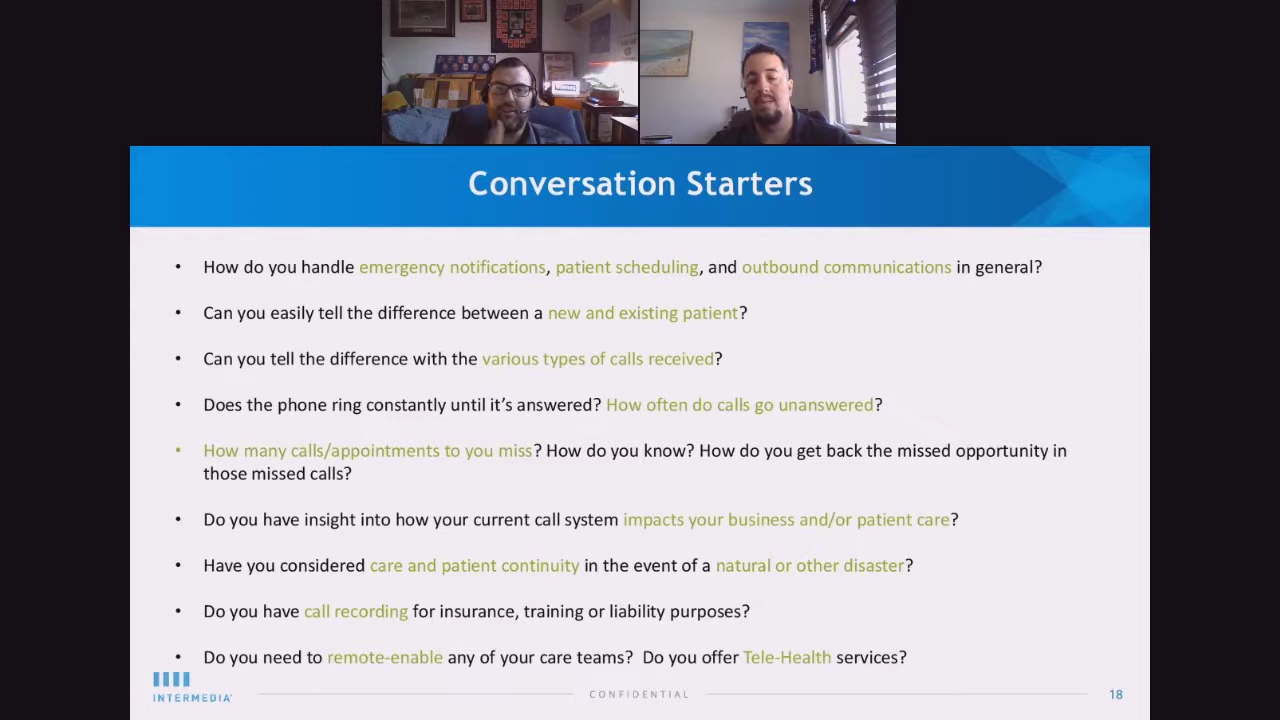 Conversation Starters
• How do you handle emergency notifications, patient scheduling, and outbound communications in general?
• Can you easily tell the difference between a new and existing patient?
• Can you tell the difference with the various types of calls received?
• Does the phone ring constantly until it’s answered? How often do calls go unanswered?
• How many calls/appointments to you miss? How do you know? How do you get back the missed opportunity in
those missed calls?
• Do you have insight into how your current call system impacts your business and/or patient care?
• Have you considered care and patient continuity in the event of a natural or other disaster?
• Do you have call recording for insurance, training or liability purposes?
• Do you need to remote-enable any of your care teams? Do you offer Tele-Health services?
INTERMEDIA
CONFIDENTIAL
18